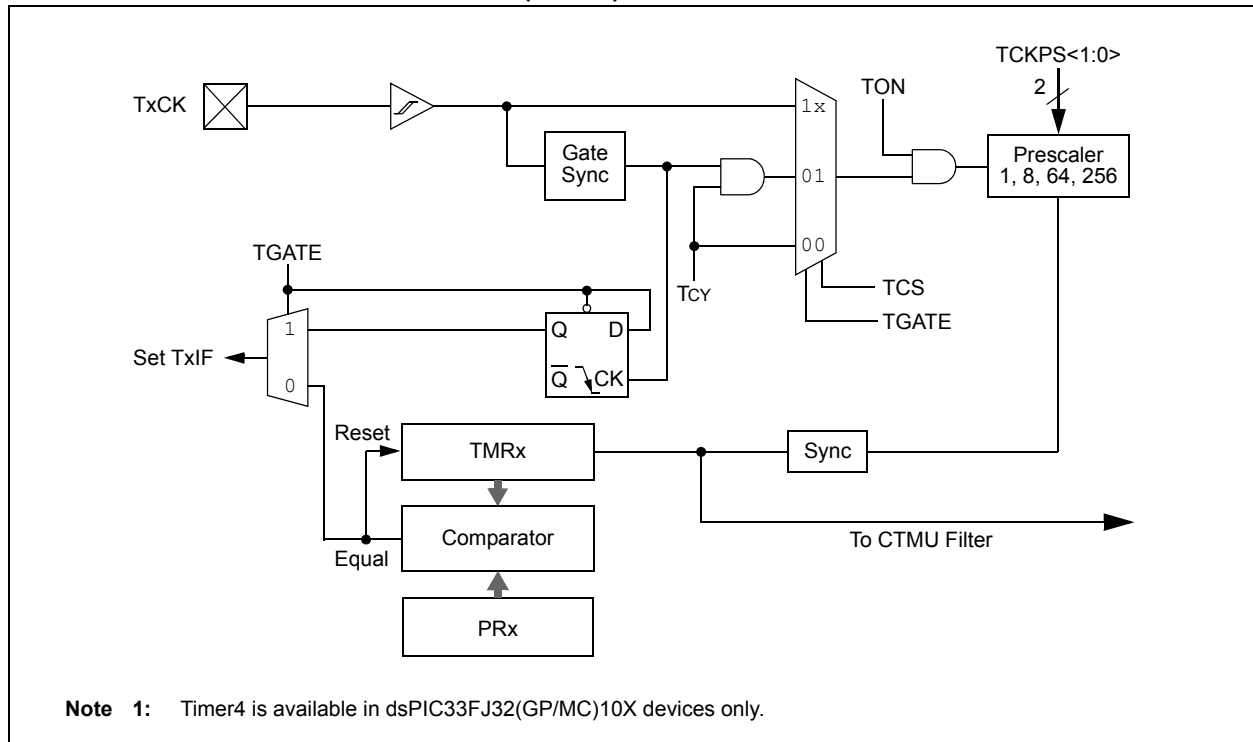 TCKPS<1:0>
2
TxCK
1x
TON
Gate
Sync
Prescaler
1, 8, 64, 256
01
00
TGATE
TCY
TCS
TGATE
1
Q
D
Set TxIF
0
Q
CK
Reset
TMRx
Sync
Comparator
Equal
To CTMU Filter
PRx
Note 1: Timer4 is available in dsPIC33FJ32(GP/MC)10X devices only.